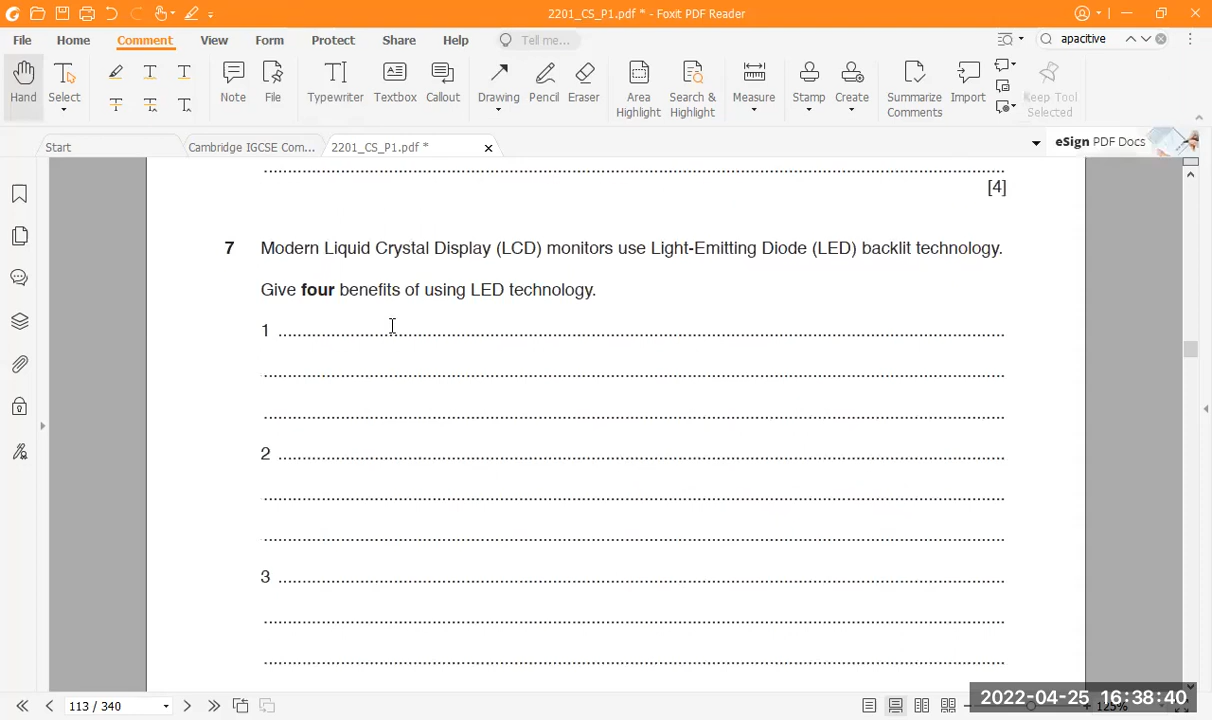 2201_CS_P1.pdf * - Foxit PDF Reader
File Home Comment View Form Protect Share Help Tell me... apacitive
Hand Select Note File Typewriter Textbox Callout Drawing Pencil Eraser Area Highlight Search & Highlight Measure Stamp Create Summarize Comments Import Keep Tool Selected
Start Cambridge IGCSE Com... 2201_CS_P1.pdf * eSign PDF Docs
[4]
7 Modern Liquid Crystal Display (LCD) monitors use Light-Emitting Diode (LED) backlit technology.
Give four benefits of using LED technology.
1
2
3
113 / 340
2022-04-25 16:38:40
125%